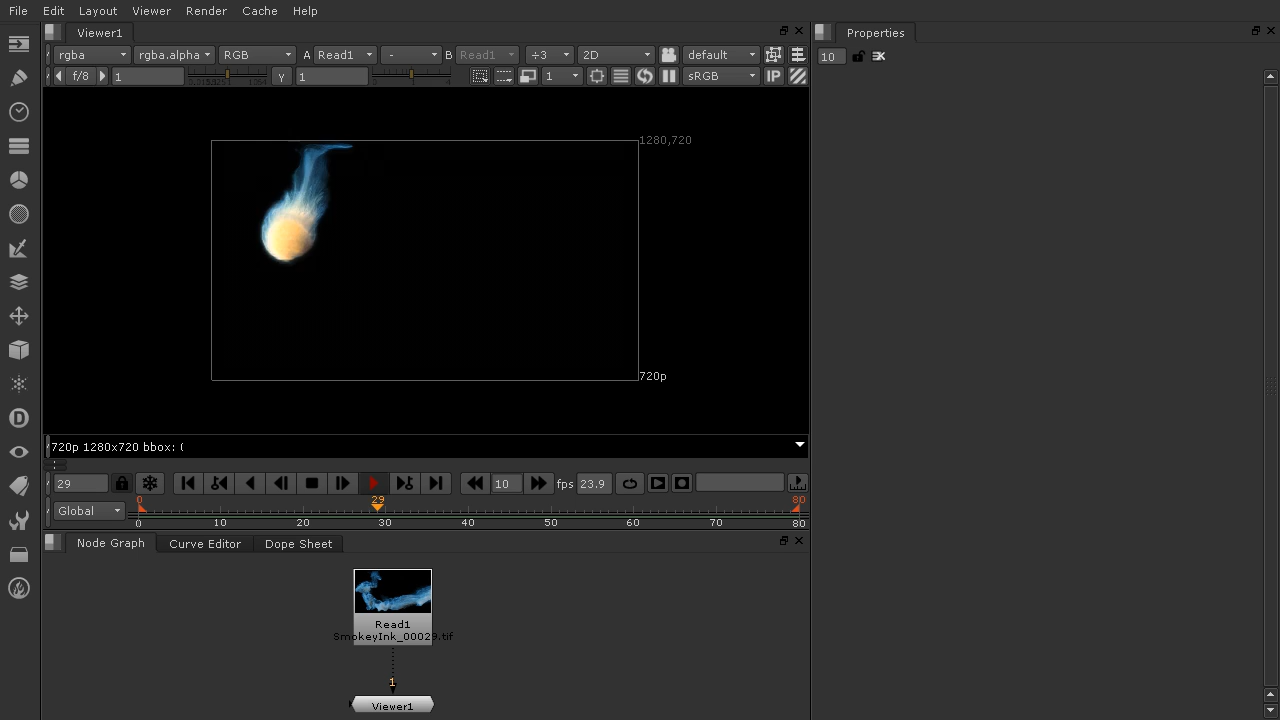 File Edit Layout Viewer Render Cache Help
Viewer1
Properties
rgba rgba.alpha RGB A Read1 - B Read1 ÷3 2D default
10
f/8 1 Y 1 1 sRGB IP
1280,720
720p
720p 1280x720 bbox: (
29 10 fps 23.9
0 29 80
Global
0 10 20 30 40 50 60 70 80
Node Graph Curve Editor Dope Sheet
Read1
SmokeyInk_00029.tif
1
Viewer1
D